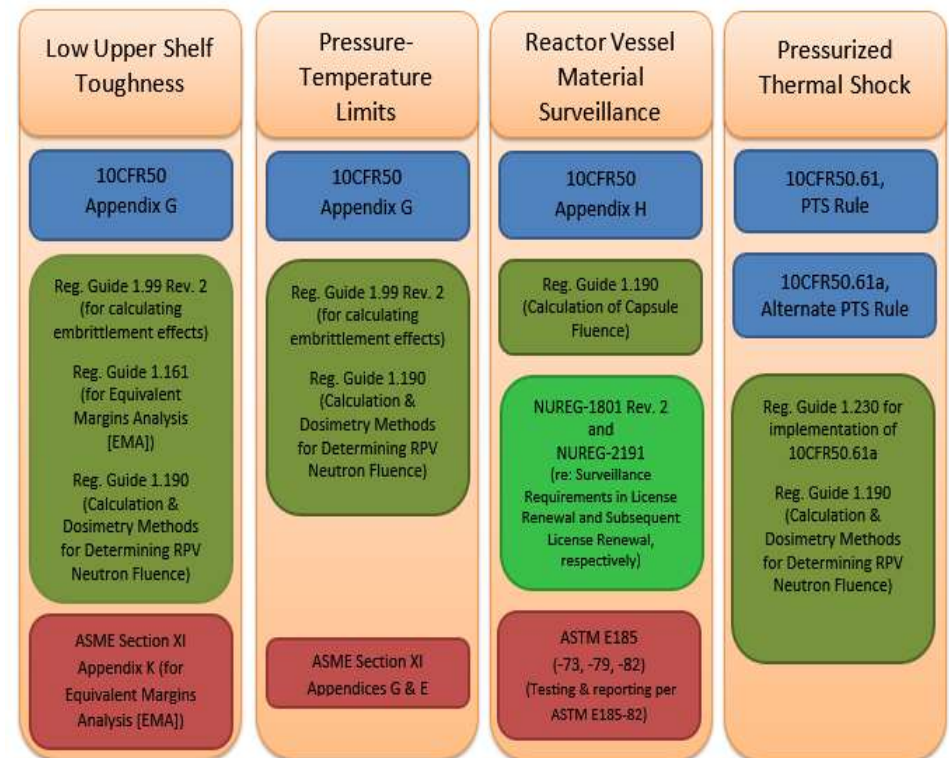 Low Upper Shelf
Toughness
10CFR50
Appendix G
Reg. Guide 1.99 Rev. 2
(for calculating
embrittlement effects)
Reg. Guide 1.161
(for Equivalent
Margins Analysis
[EMA])
Reg. Guide 1.190
(Calculation &
Dosimetry Methods
for Determining RPV
Neutron Fluence)
ASME Section XI
Appendix K (for
Equivalent Margins
Analysis [EMA])
Pressure-
Temperature
Limits
10CFR50
Appendix G
Reg. Guide 1.99 Rev. 2
(for calculating
embrittlement effects)
Reg. Guide 1.190
(Calculation &
Dosimetry Methods
for Determining RPV
Neutron Fluence)
ASME Section XI
Appendices G & E
Reactor Vessel
Material
Surveillance
10CFR50
Appendix H
Reg. Guide 1.190
(Calculation of Capsule
Fluence)
NUREG-1801 Rev. 2
and
NUREG-2191
(re: Surveillance
Requirements in License
Renewal and Subsequent
License Renewal,
respectively)
ASTM E185
(-73, -79, -82)
(Testing & reporting per
ASTM E185-82)
Pressurized
Thermal Shock
10CFR50.61,
PTS Rule
10CFR50.61a,
Alternate PTS Rule
Reg. Guide 1.230 for
implementation of
10CFR50.61a
Reg. Guide 1.190
(Calculation &
Dosimetry Methods
for Determining RPV
Neutron Fluence)